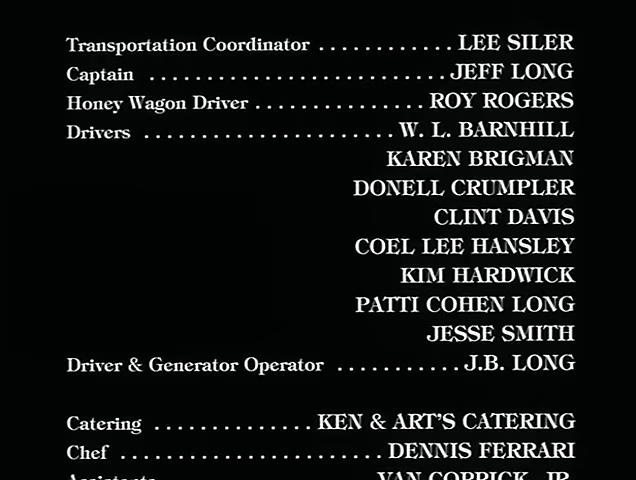 Transportation Coordinator . . . . . . . . . . . . LEE SILER
Captain . . . . . . . . . . . . . . . . . . . . . . . . . . JEFF LONG
Honey Wagon Driver . . . . . . . . . . . . . . . ROY ROGERS
Drivers . . . . . . . . . . . . . . . . . . . . . . W. L. BARNHILL
KAREN BRIGMAN
DONELL CRUMPLER
CLINT DAVIS
COEL LEE HANSLEY
KIM HARDWICK
PATTI COHEN LONG
JESSE SMITH
Driver & Generator Operator . . . . . . . . . . . J.B. LONG
Catering . . . . . . . . . . . . . . KEN & ART'S CATERING
Chef . . . . . . . . . . . . . . . . . . . . . . . DENNIS FERRARI